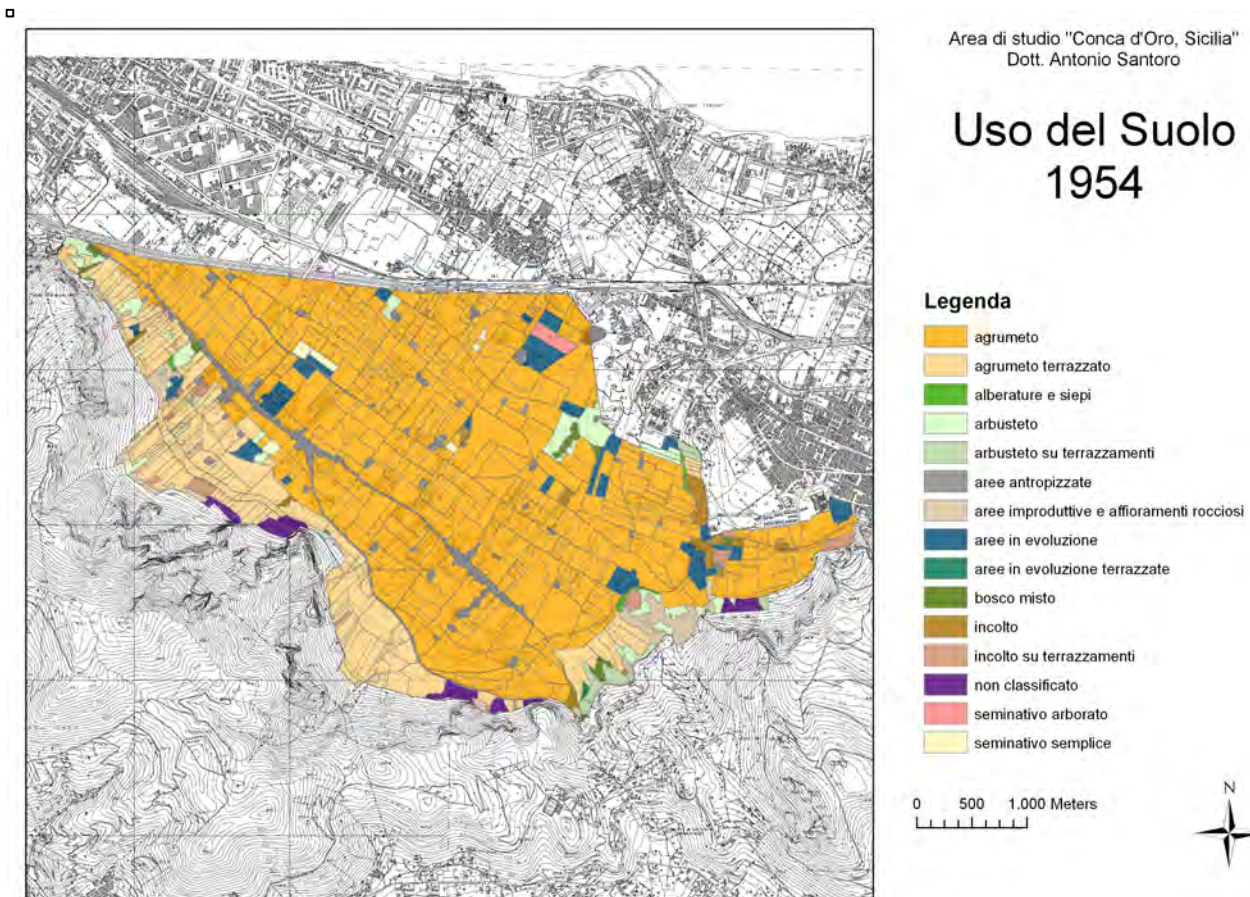 Area di studio "Conca d'Oro, Sicilia"
Dott. Antonio Santoro
Uso del Suolo
1954
Legenda
agrumeto
agrumeto terrazzato
alberature e siepi
arbusteto
arbusteto su terrazzamenti
aree antropizzate
aree improduttive e affioramenti rocciosi
aree in evoluzione
aree in evoluzione terrazzate
bosco misto
incolto
incolto su terrazzamenti
non classificato
seminativo arborato
seminativo semplice
0 500 1.000 Meters
N